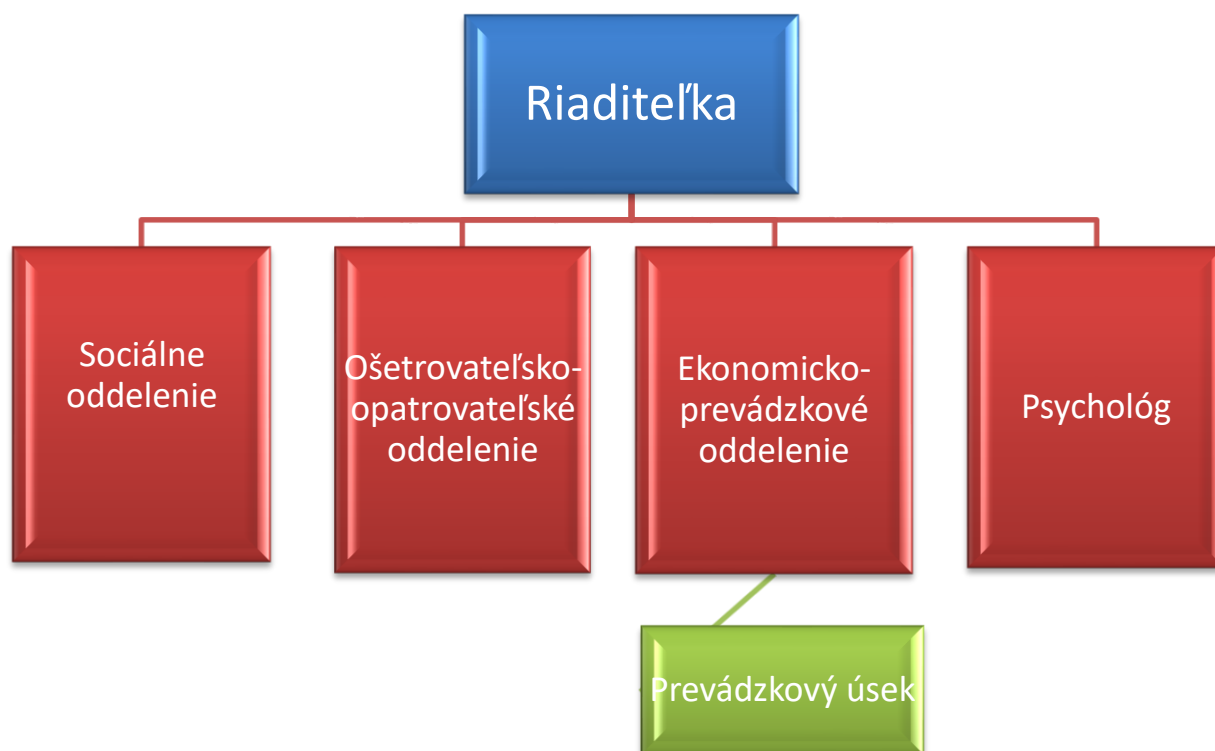 Riaditeľka
Sociálne
oddelenie
Ošetrovateľsko-
opatrovateľské
oddelenie
Ekonomicko-
prevádzkové
oddelenie
Psychológ
Prevádzkový úsek